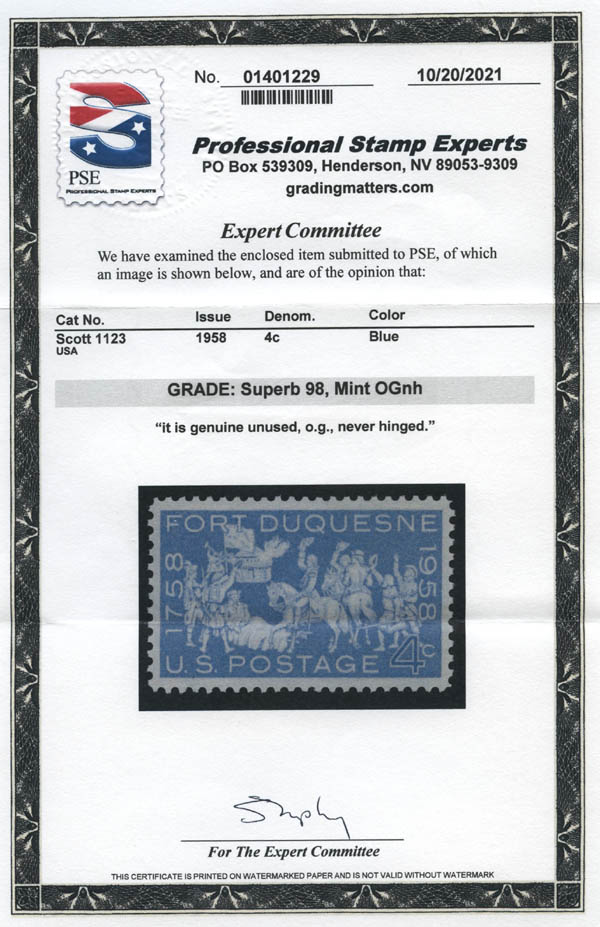 No. 01401229 10/20/2021
PSE
PROFESSIONAL STAMP EXPERTS
Professional Stamp Experts
PO Box 539309, Henderson, NV 89053-9309
gradingmatters.com
Expert Committee
We have examined the enclosed item submitted to PSE, of which
an image is shown below, and are of the opinion that:
Cat No. Issue Denom. Color
Scott 1123 1958 4c Blue
USA
GRADE: Superb 98, Mint OGnh
“it is genuine unused, o.g., never hinged.”
FORT DUQUESNE
1758
1958
U.S. POSTAGE 4c
For The Expert Committee
THIS CERTIFICATE IS PRINTED ON WATERMARKED PAPER AND IS NOT VALID WITHOUT WATERMARK